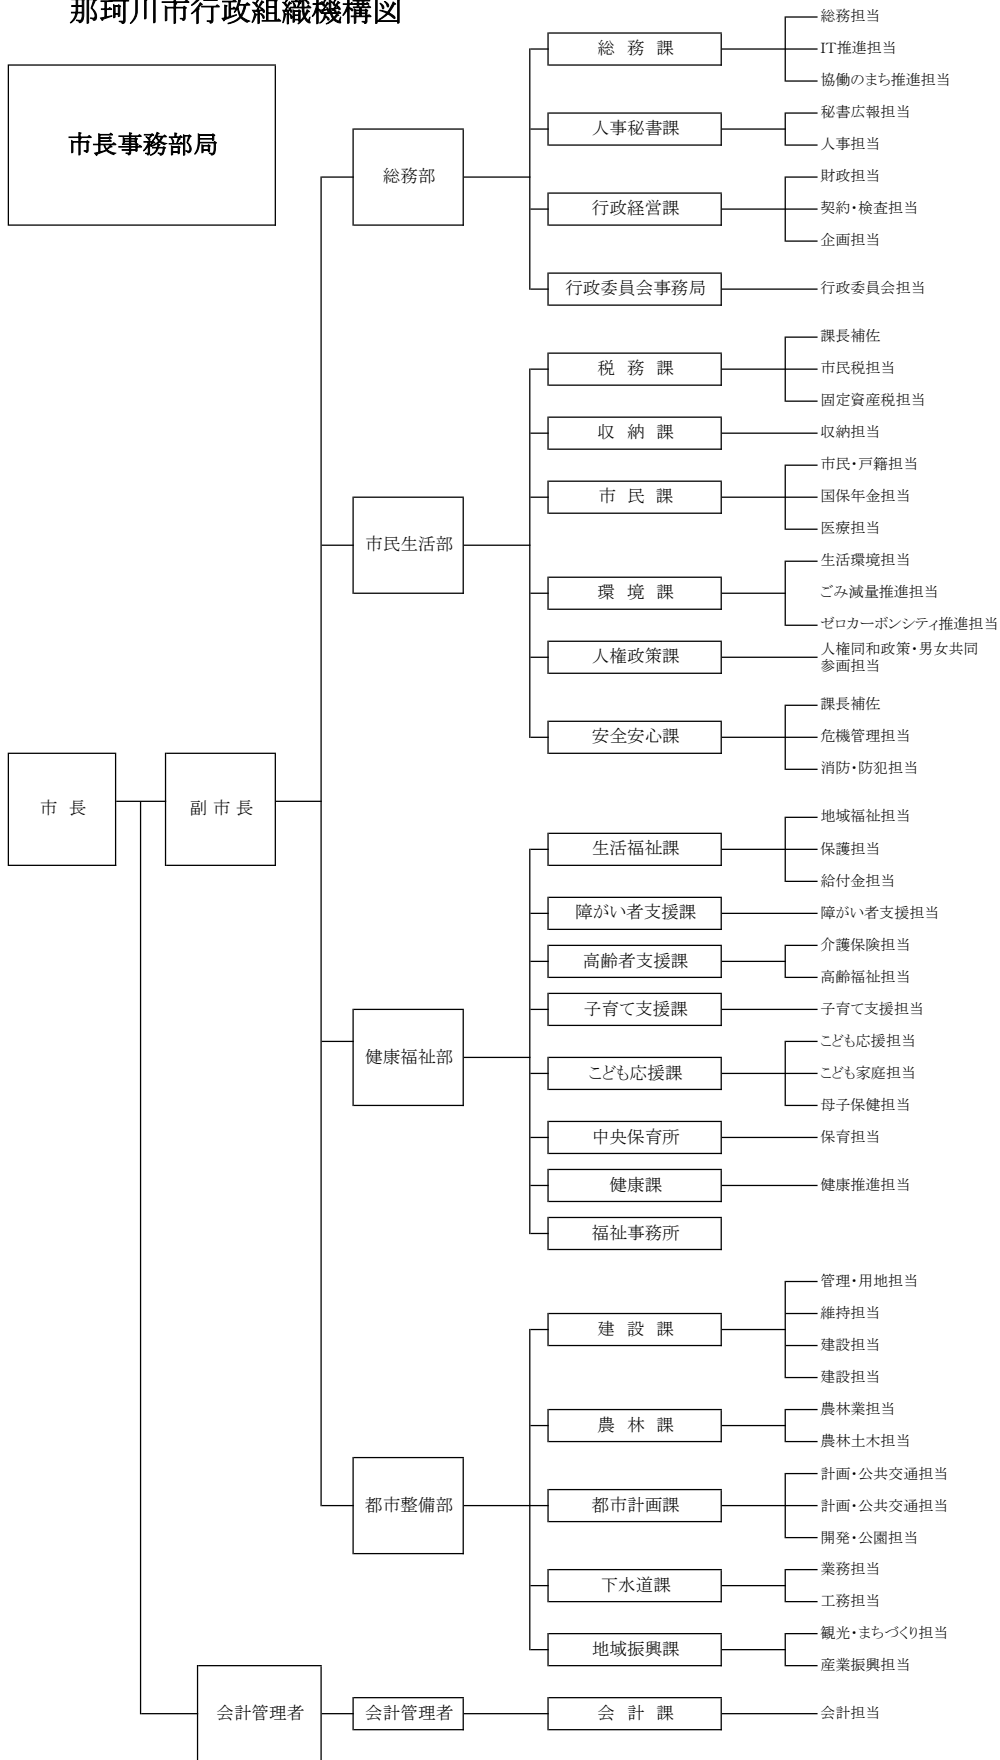 那珂川市行政組織機構図
市長事務部局
市 長
副 市 長
総務部
総 務 課
総務担当
IT推進担当
協働のまち推進担当
人事秘書課
秘書広報担当
人事担当
行政経営課
財政担当
契約・検査担当
企画担当
行政委員会事務局
行政委員会担当
市民生活部
税 務 課
課長補佐
市民税担当
固定資産税担当
収 納 課
収納担当
市 民 課
市民・戸籍担当
国保年金担当
医療担当
環 境 課
生活環境担当
ごみ減量推進担当
ゼロカーボンシティ推進担当
人権政策課
人権同和政策・男女共同
参画担当
安全安心課
課長補佐
危機管理担当
消防・防犯担当
健康福祉部
生活福祉課
地域福祉担当
保護担当
給付金担当
障がい者支援課
障がい者支援担当
高齢者支援課
介護保険担当
高齢福祉担当
子育て支援課
子育て支援担当
こども応援課
こども応援担当
こども家庭担当
母子保健担当
中央保育所
保育担当
健康課
健康推進担当
福祉事務所
都市整備部
建 設 課
管理・用地担当
維持担当
建設担当
建設担当
農 林 課
農林業担当
農林土木担当
都市計画課
計画・公共交通担当
計画・公共交通担当
開発・公園担当
下水道課
業務担当
工務担当
地域振興課
観光・まちづくり担当
産業振興担当
会計管理者
会計管理者
会 計 課
会計担当